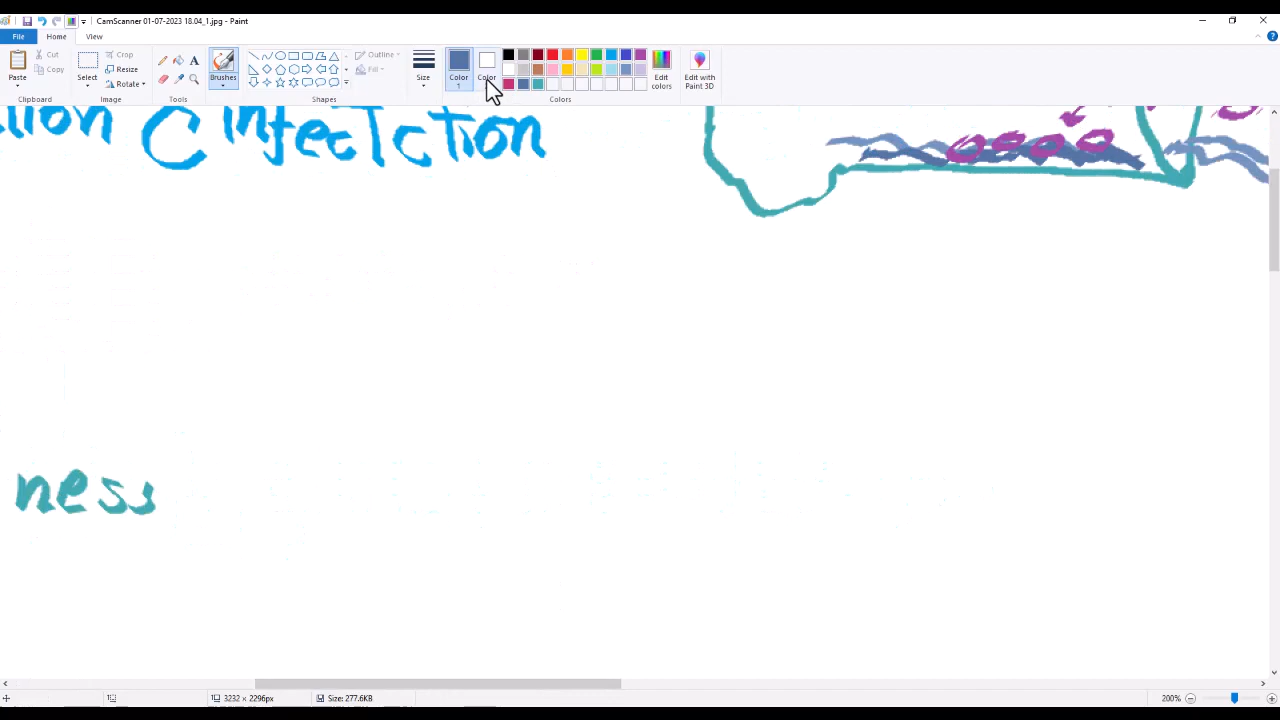 CamScanner 01-07-2023 18.04_1.jpg - Paint
File Home View
Paste
Cut
Copy
Clipboard
Select
Crop
Resize
Rotate
Image
Tools
Brushes
Shapes
Outline
Fill
Size
Color
1
Color
Edit
colors
Colors
Edit with
Paint 3D
C infecTction
ness
3232 × 2296px
Size: 277.6KB
200%